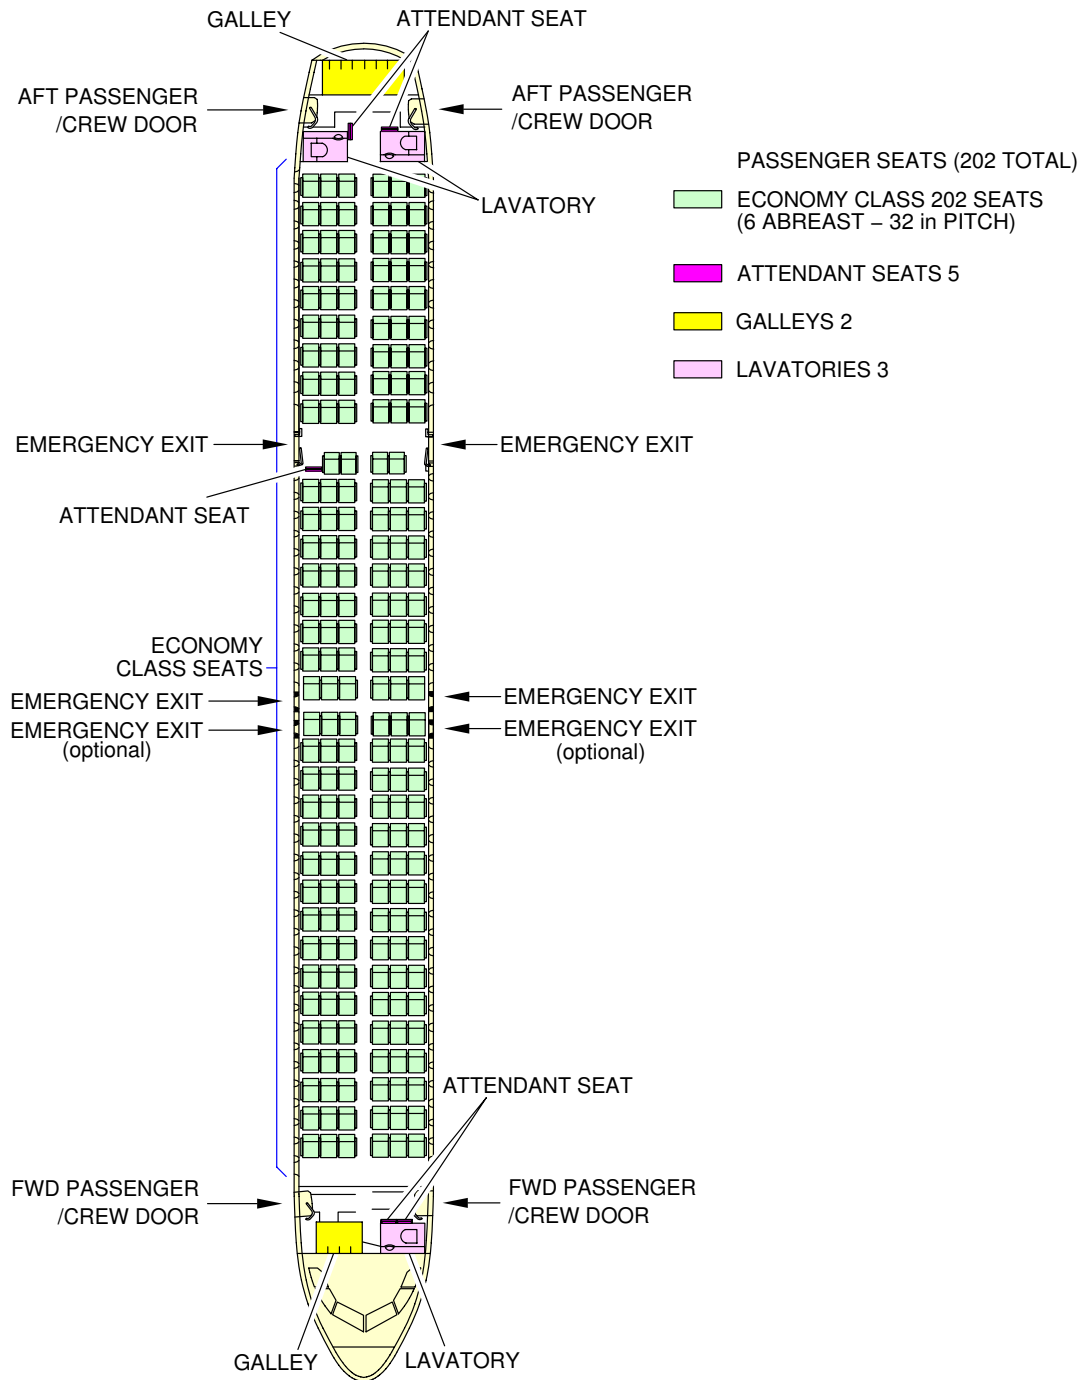 GALLEY
ATTENDANT SEAT
AFT PASSENGER
/CREW DOOR
AFT PASSENGER
/CREW DOOR
LAVATORY
PASSENGER SEATS (202 TOTAL)
ECONOMY CLASS 202 SEATS
(6 ABREAST – 32 in PITCH)
ATTENDANT SEATS 5
GALLEYS 2
LAVATORIES 3
EMERGENCY EXIT
EMERGENCY EXIT
ATTENDANT SEAT
ECONOMY
CLASS SEATS
EMERGENCY EXIT
EMERGENCY EXIT
(optional)
EMERGENCY EXIT
EMERGENCY EXIT
(optional)
ATTENDANT SEAT
FWD PASSENGER
/CREW DOOR
FWD PASSENGER
/CREW DOOR
GALLEY
LAVATORY